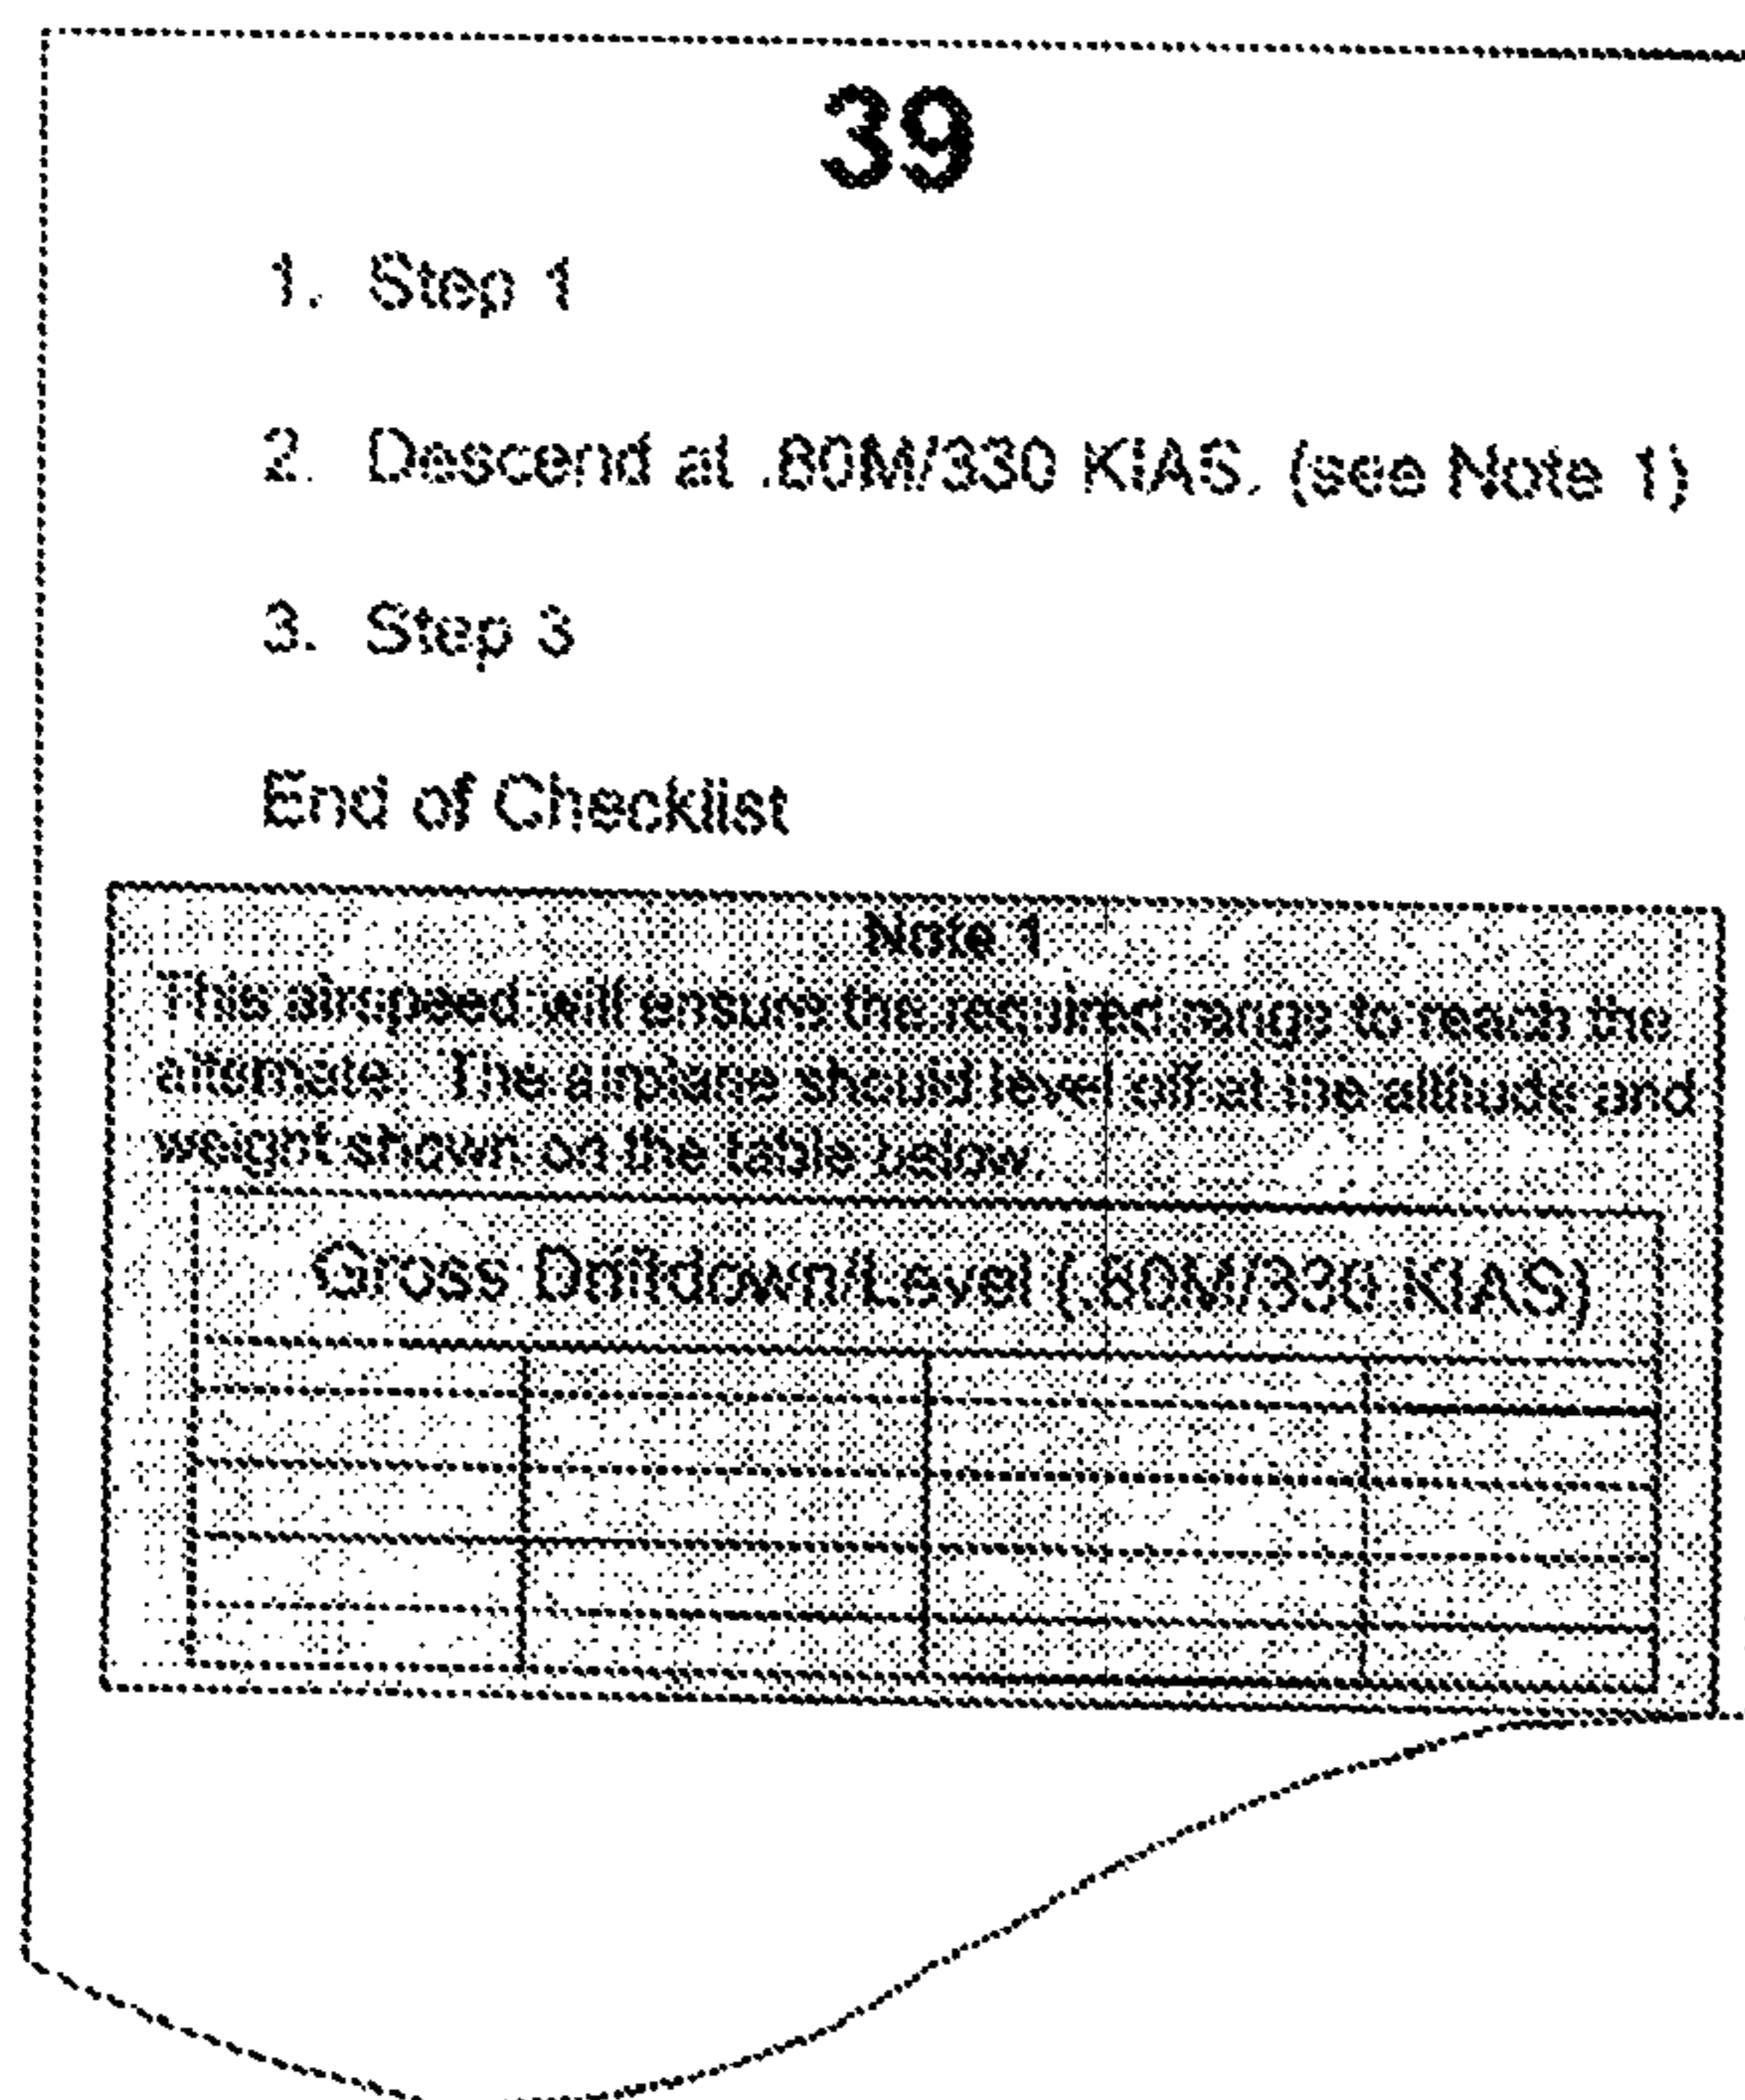 39
1. Step 1
2. Descend at .80M/330 KIAS. (see Note 1)
3. Step 3
End of Checklist
Note 1
This airspeed will ensure the required range to reach the
alternate. The airplane should level off at the altitude and
weight shown on the table below.
Gross Driftdown/Level (.80M/330 KIAS)